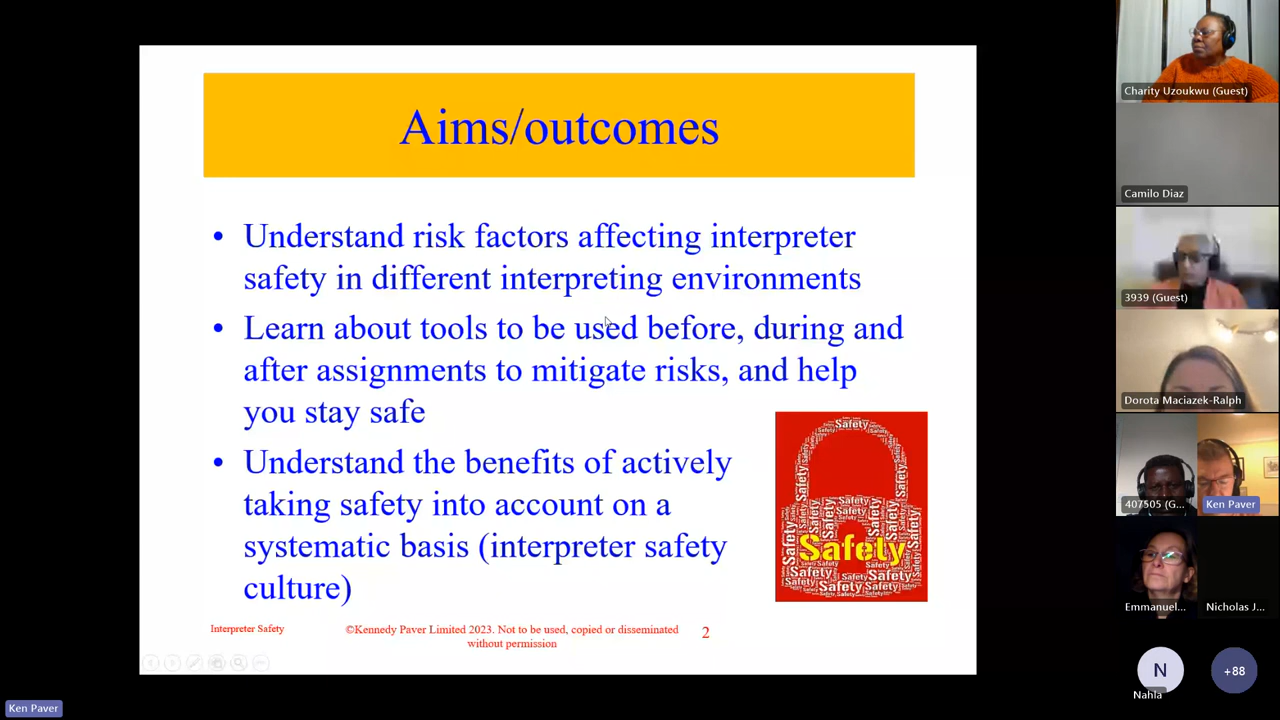 Aims/outcomes
• Understand risk factors affecting interpreter
safety in different interpreting environments
• Learn about tools to be used before, during and
after assignments to mitigate risks, and help
you stay safe
• Understand the benefits of actively
taking safety into account on a
systematic basis (interpreter safety
culture)
Safety
Safety
Interpreter Safety
©Kennedy Paver Limited 2023. Not to be used, copied or disseminated
without permission
2
Ken Paver
Charity Uzoukwu (Guest)
Camilo Diaz
3939 (Guest)
Dorota Maciazek-Ralph
407505 (G...
Ken Paver
Emmanuel...
Nicholas J...
N
Nahla
+88